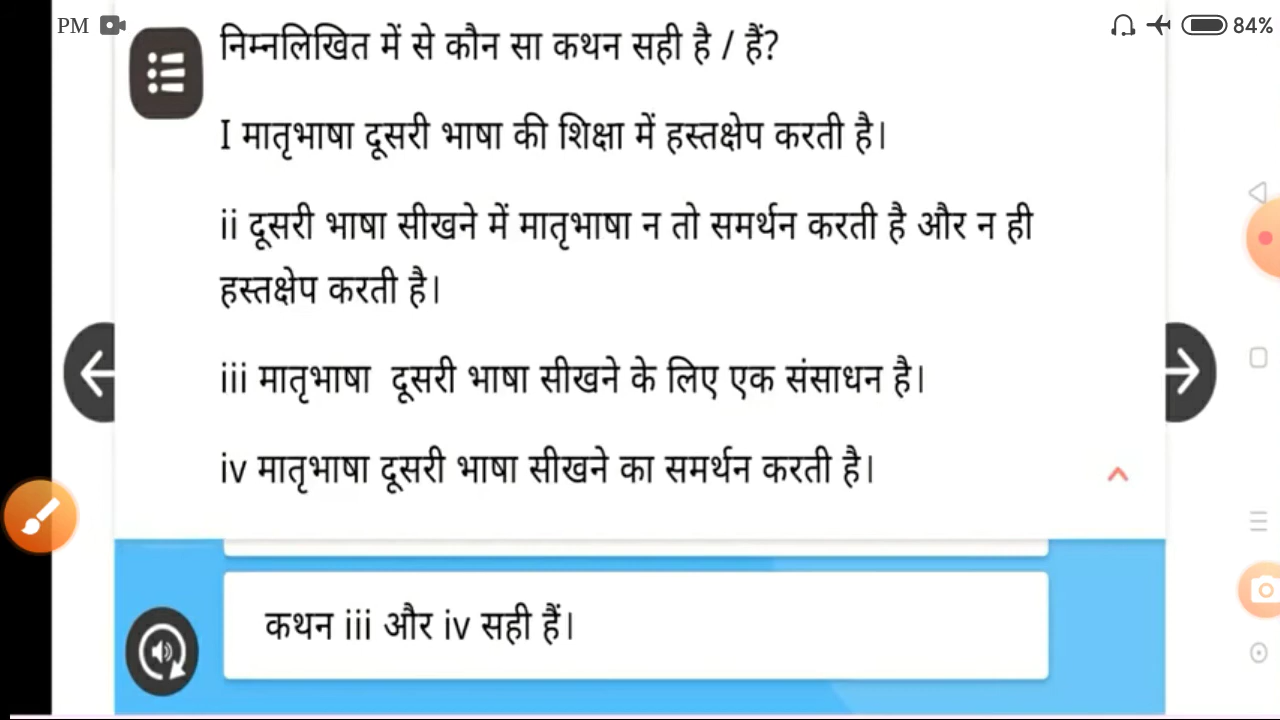 PM
84%
निम्नलिखित में से कौन सा कथन सही है / हैं?
I मातृभाषा दूसरी भाषा की शिक्षा में हस्तक्षेप करती है।
ii दूसरी भाषा सीखने में मातृभाषा न तो समर्थन करती है और न ही
हस्तक्षेप करती है।
iii मातृभाषा दूसरी भाषा सीखने के लिए एक संसाधन है।
iv मातृभाषा दूसरी भाषा सीखने का समर्थन करती है।
कथन iii और iv सही हैं।